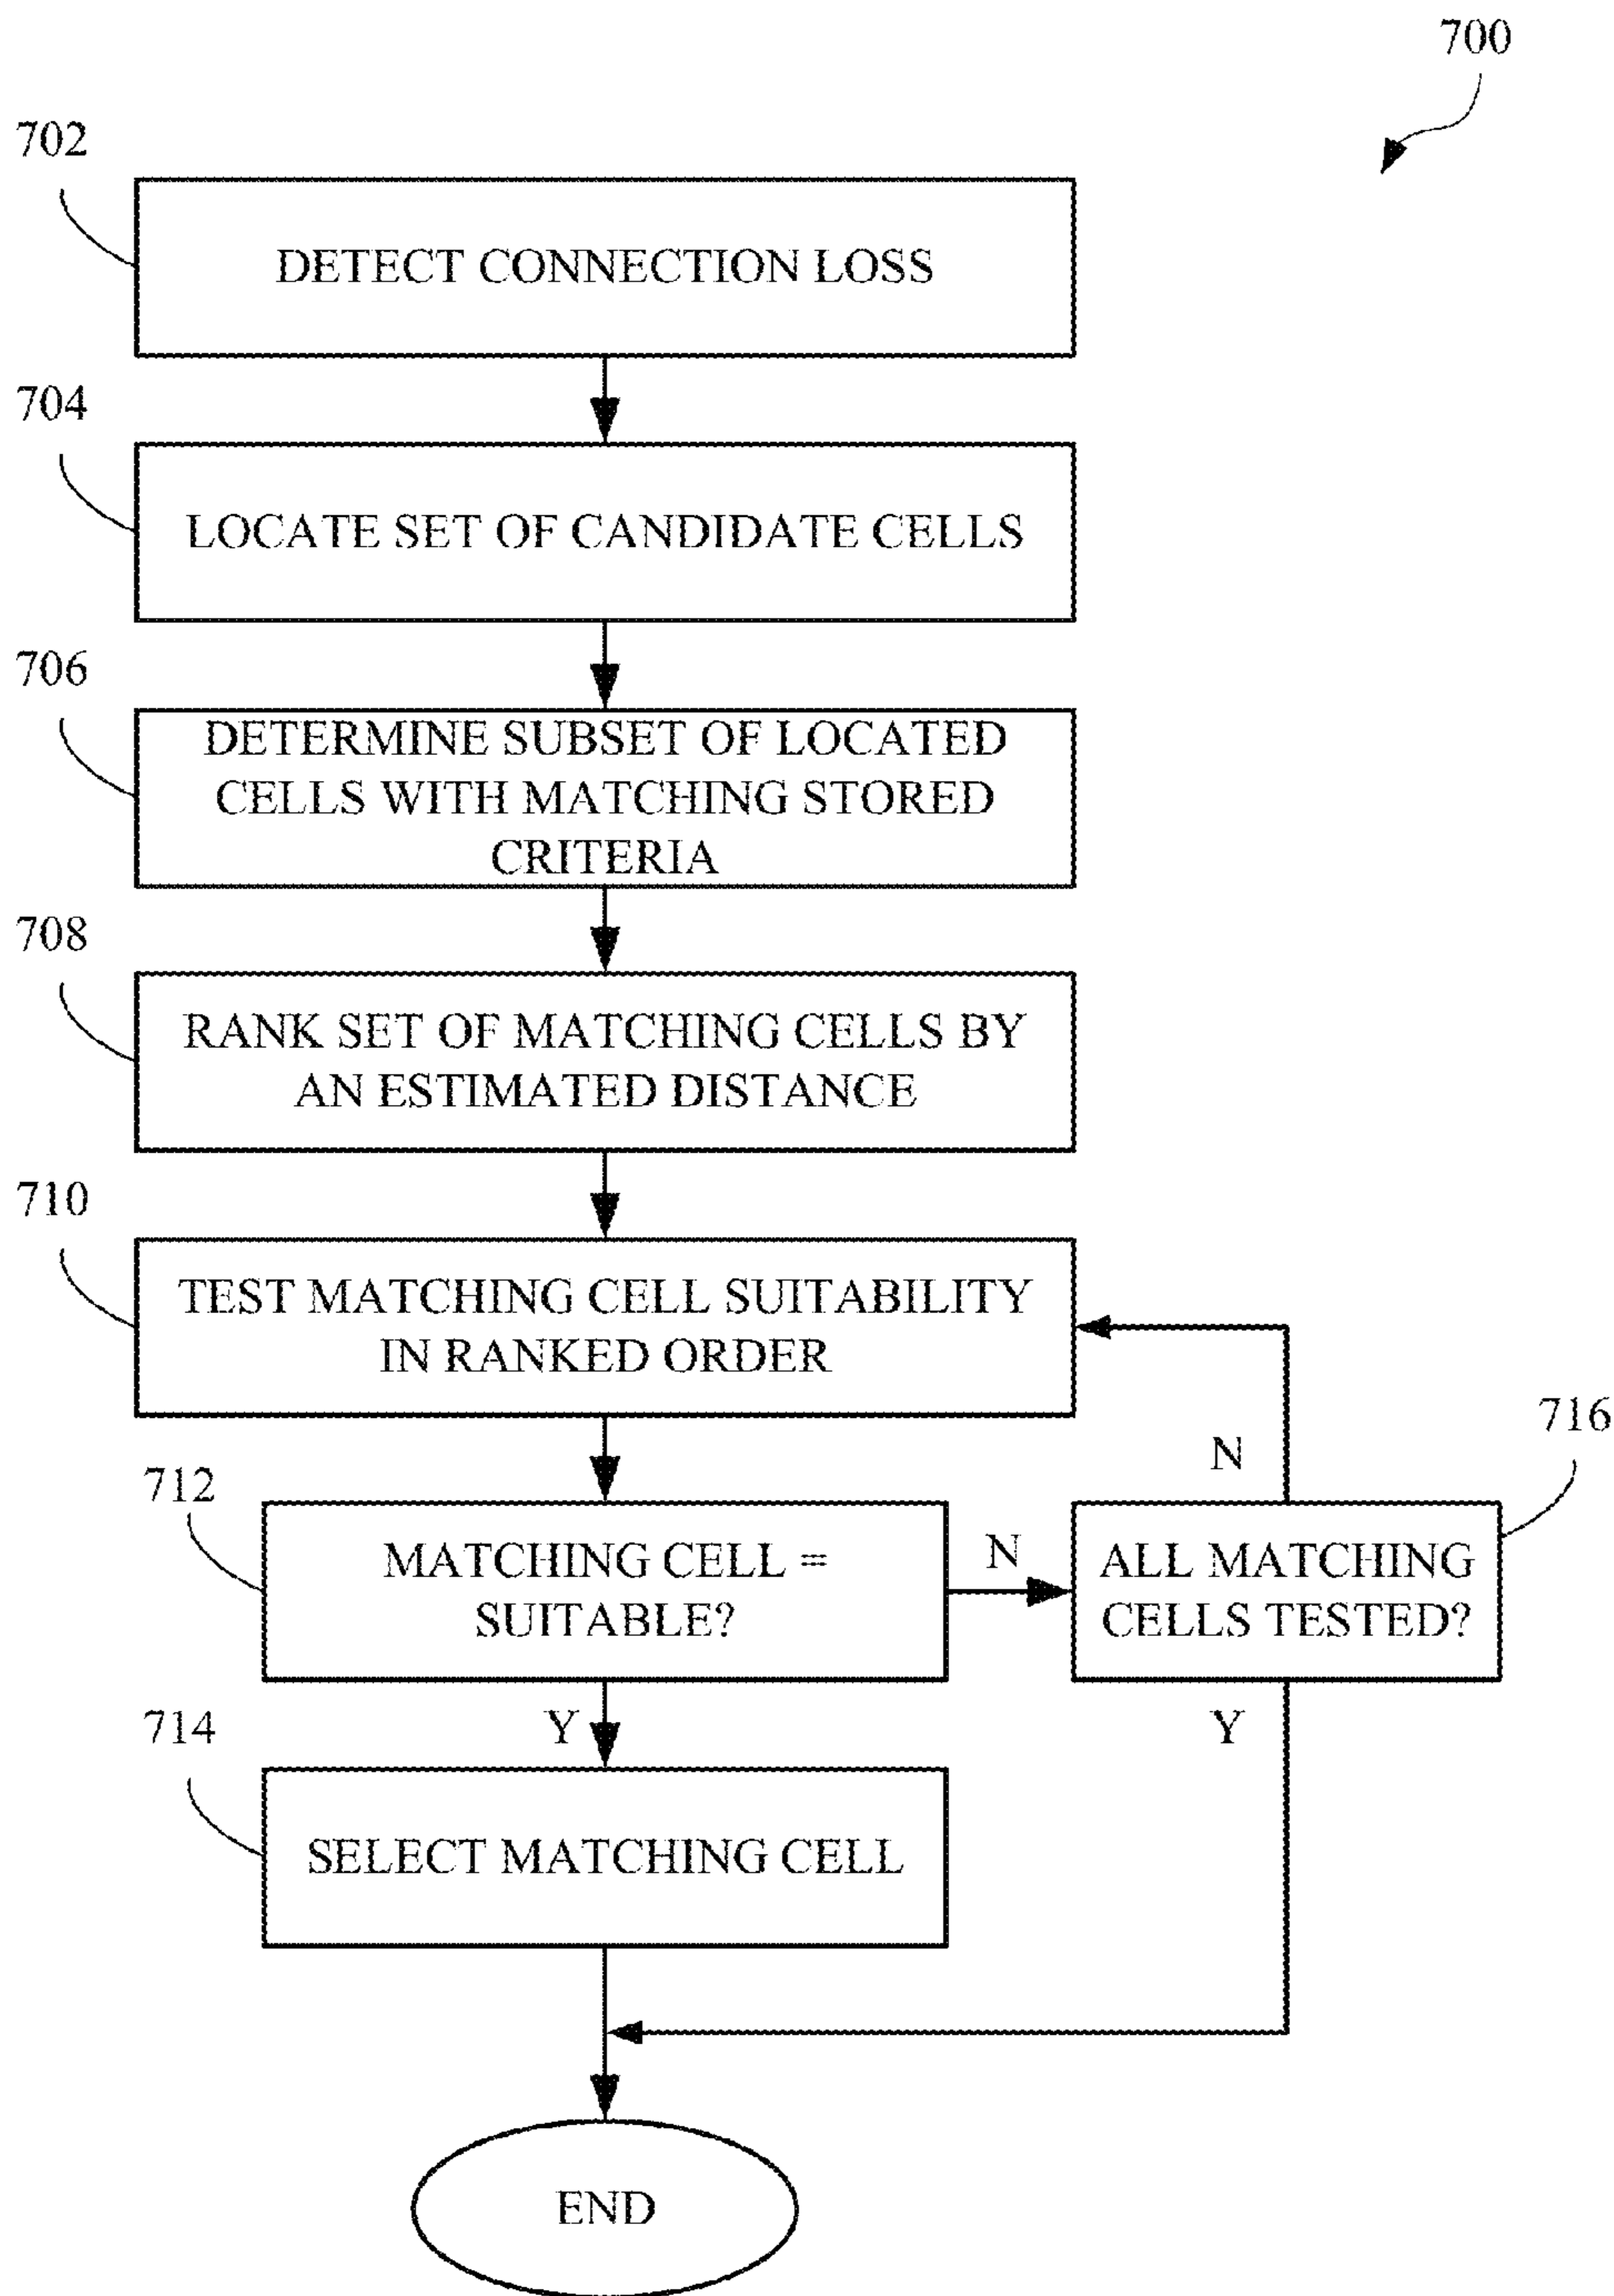 700
702
DETECT CONNECTION LOSS
704
LOCATE SET OF CANDIDATE CELLS
706
DETERMINE SUBSET OF LOCATED
CELLS WITH MATCHING STORED
CRITERIA
708
RANK SET OF MATCHING CELLS BY
AN ESTIMATED DISTANCE
710
TEST MATCHING CELL SUITABILITY
IN RANKED ORDER
712
MATCHING CELL =
SUITABLE?
N
716
N
ALL MATCHING
CELLS TESTED?
Y
Y
714
SELECT MATCHING CELL
END